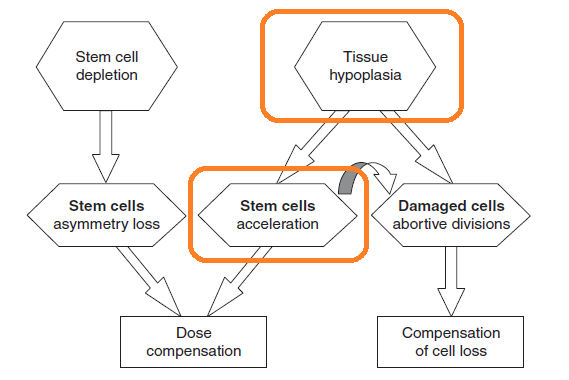 Stem cell
depletion
Tissue
hypoplasia
Stem cells
asymmetry loss
Stem cells
acceleration
Damaged cells
abortive divisions
Dose
compensation
Compensation
of cell loss